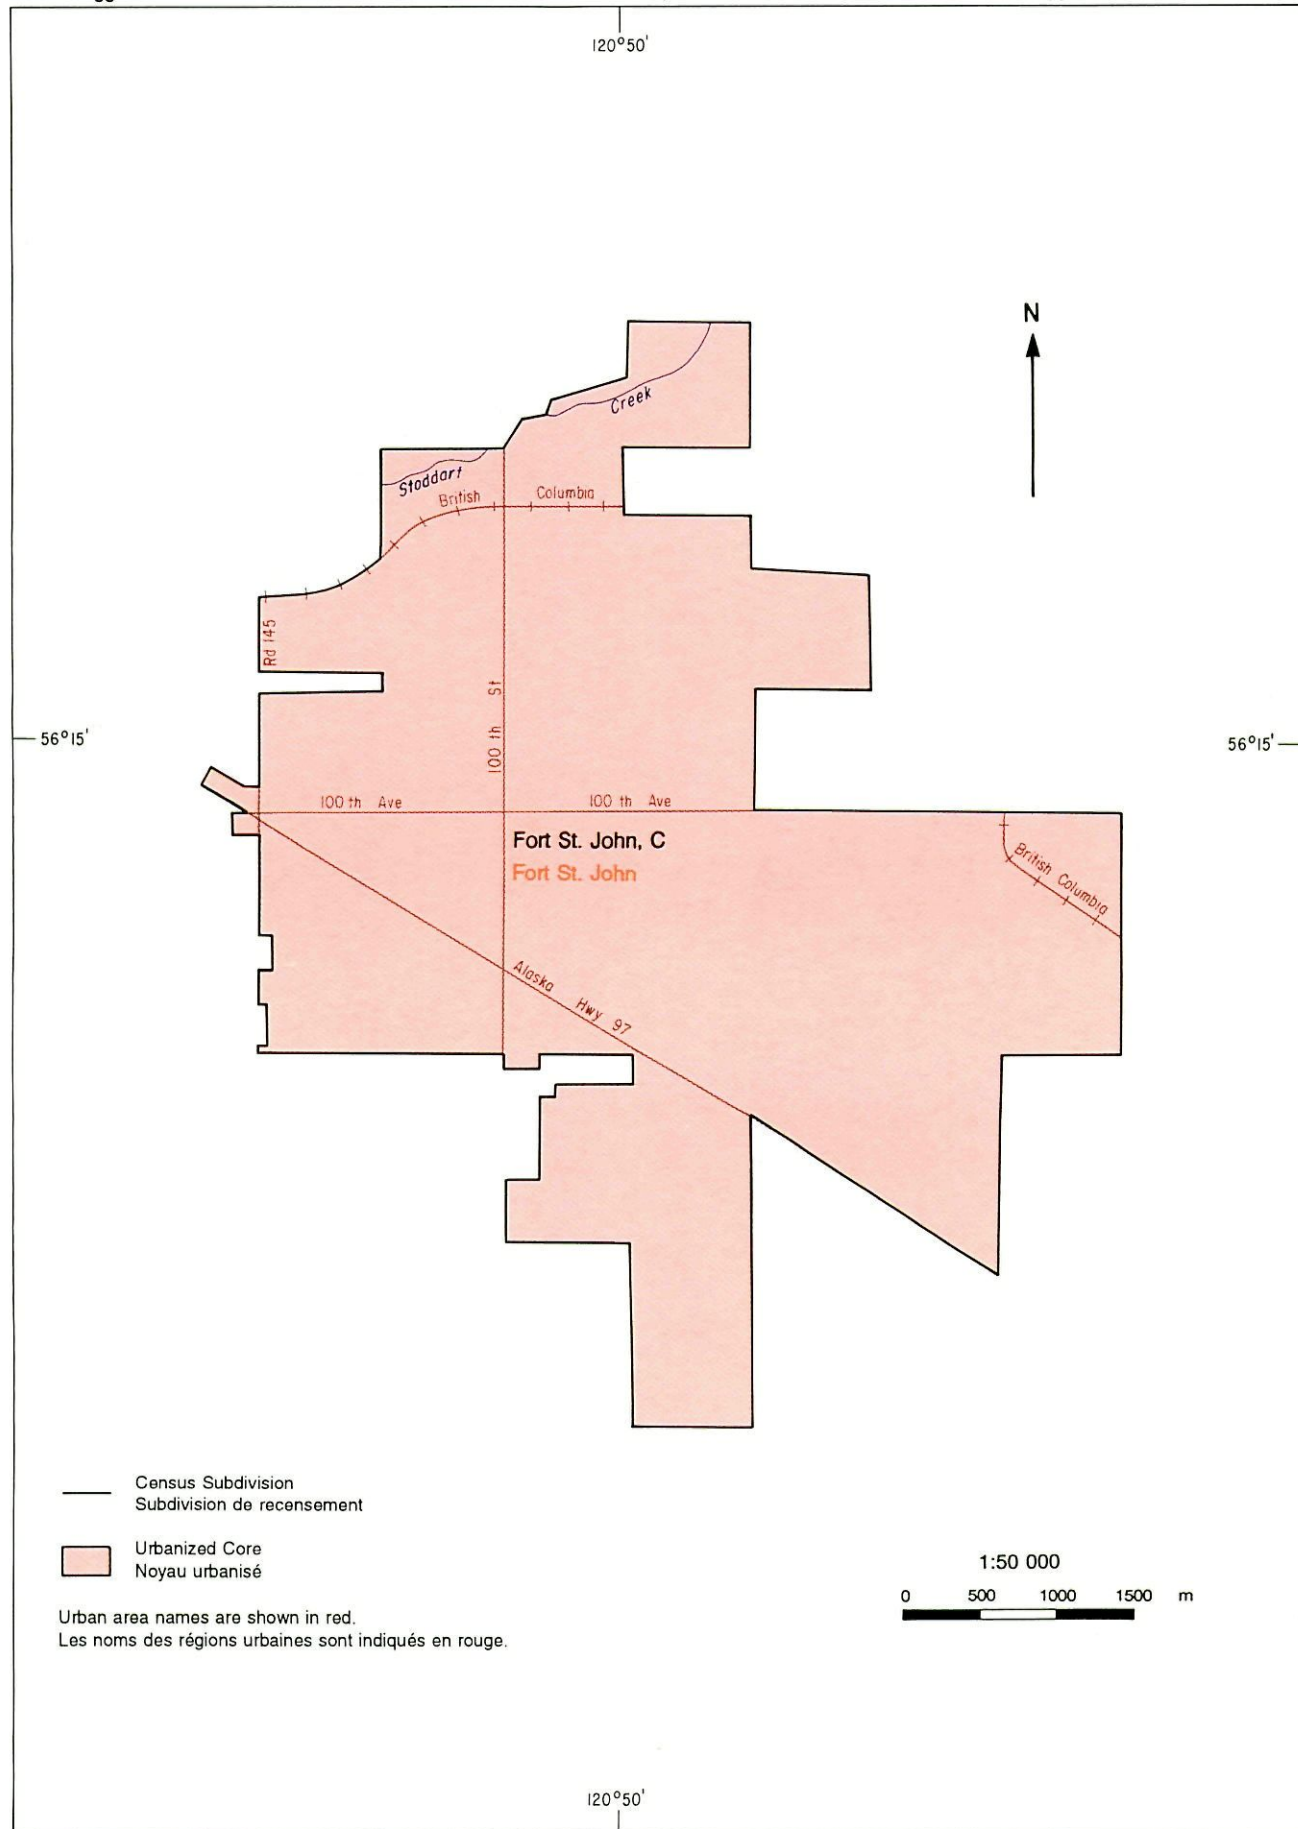 120°50'
N
Creek
Stoddart
British Columbia
Rd 145
100 th St
56°15'
56°15'
100 th Ave
100 th Ave
Fort St. John, C
Fort St. John
British Columbia
Alaska Hwy 97
Census Subdivision
Subdivision de recensement
Urbanized Core
Noyau urbanisé
Urban area names are shown in red.
Les noms des régions urbaines sont indiqués en rouge.
1:50 000
0 500 1000 1500 m
120°50'